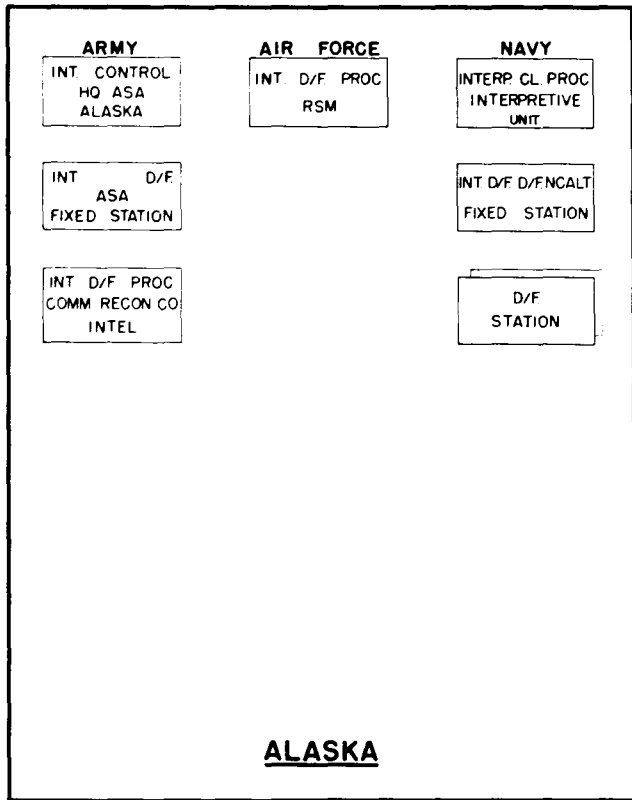 ARMY
INT. CONTROL
HQ ASA
ALASKA
INT D/F
ASA
FIXED STATION
INT D/F PROC
COMM RECON CO
INTEL
AIR FORCE
INT. D/F. PROC
RSM
NAVY
INTERP. CL. PROC
INTERPRETIVE
UNIT
INT D/F D/FNCALT
FIXED STATION
D/F
STATION
ALASKA